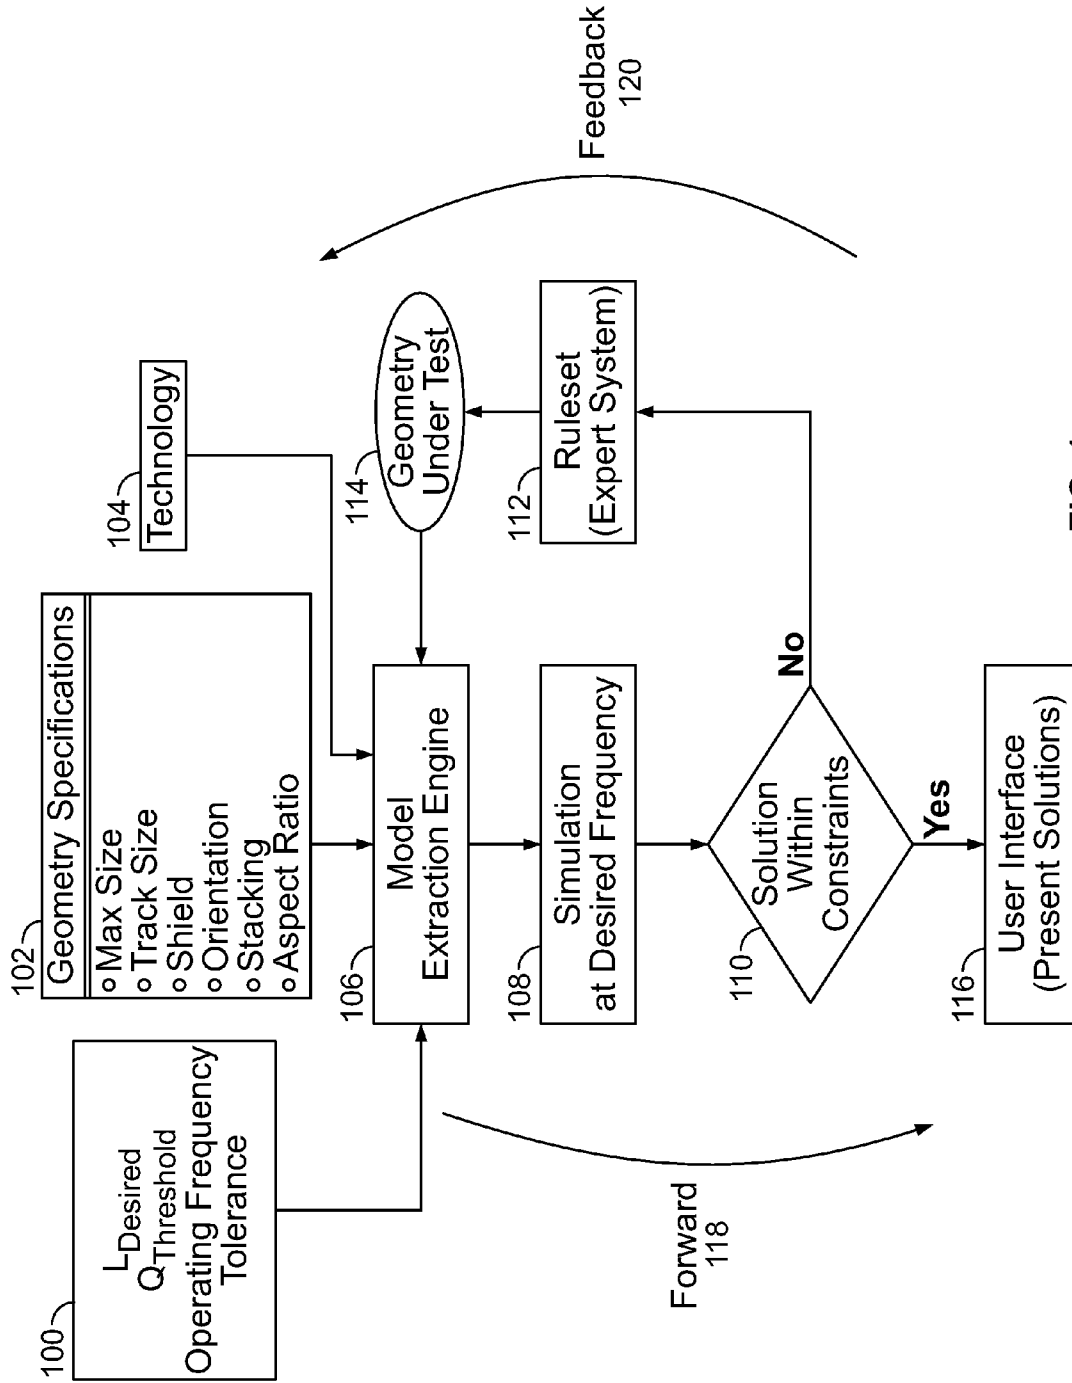 100
L Desired
Q Threshold
Operating Frequency
Tolerance
102
Geometry Specifications
Max Size
Track Size
Shield
Orientation
Stacking
Aspect Ratio
104
Technology
106
Model
Extraction Engine
114
Geometry
Under Test
108
Simulation
at Desired Frequency
112
Ruleset
(Expert System)
110
Solution
Within
Constraints
No
Yes
116
User Interface
(Present Solutions)
Forward
118
Feedback
120